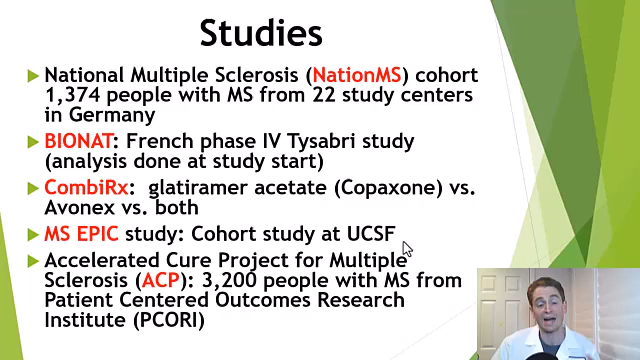 Studies
National Multiple Sclerosis (NationMS) cohort
1,374 people with MS from 22 study centers
in Germany
BIONAT: French phase IV Tysabri study
(analysis done at study start)
CombiRx: glatiramer acetate (Copaxone) vs.
Avonex vs. both
MS EPIC study: Cohort study at UCSF
Accelerated Cure Project for Multiple
Sclerosis (ACP): 3,200 people with MS from
Patient Centered Outcomes Research
Institute (PCORI)